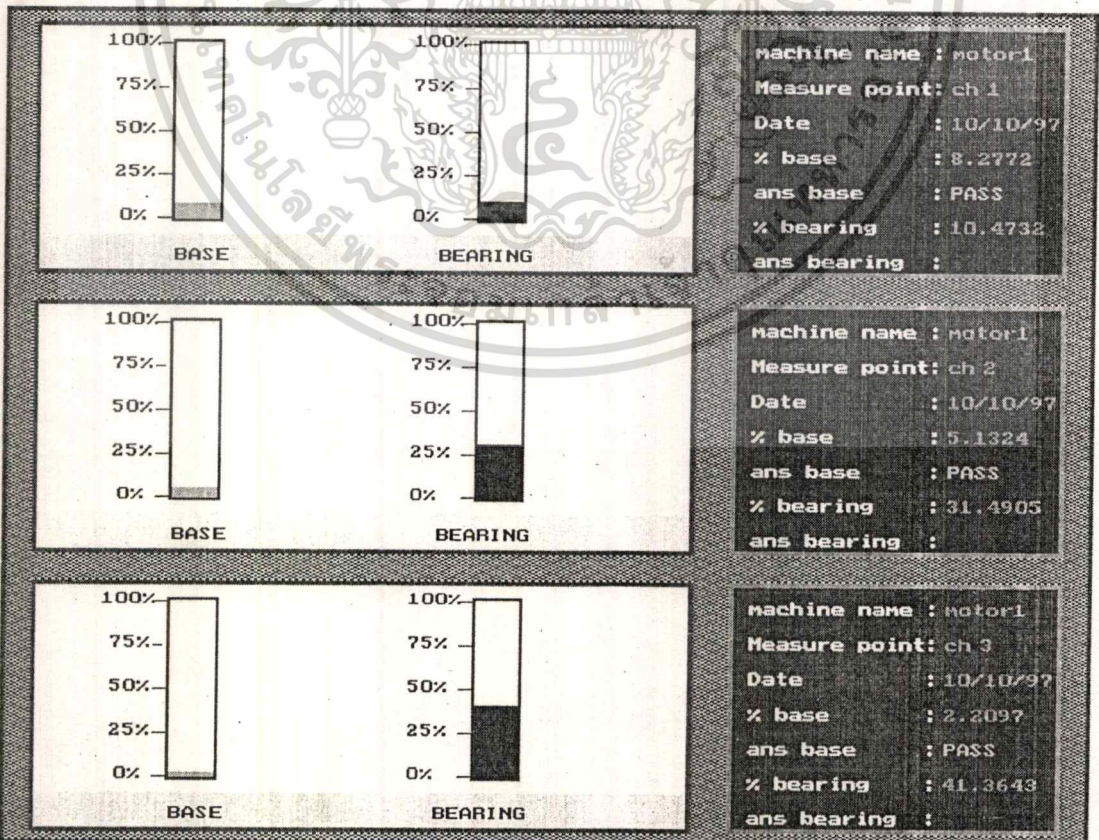 100%
75%
50%
25%
0%
BASE
100%
75%
50%
25%
0%
BEARING
machine name : motor1
Measure point: ch 1
Date : 10/10/97
% base : 8.2772
ans base : PASS
% bearing : 10.4732
ans bearing :
100%
75%
50%
25%
0%
BASE
100%
75%
50%
25%
0%
BEARING
machine name : motor1
Measure point: ch 2
Date : 10/10/97
% base : 5.1324
ans base : PASS
% bearing : 31.4905
ans bearing :
100%
75%
50%
25%
0%
BASE
100%
75%
50%
25%
0%
BEARING
machine name : motor1
Measure point: ch 3
Date : 10/10/97
% base : 2.2097
ans base : PASS
% bearing : 41.3643
ans bearing :